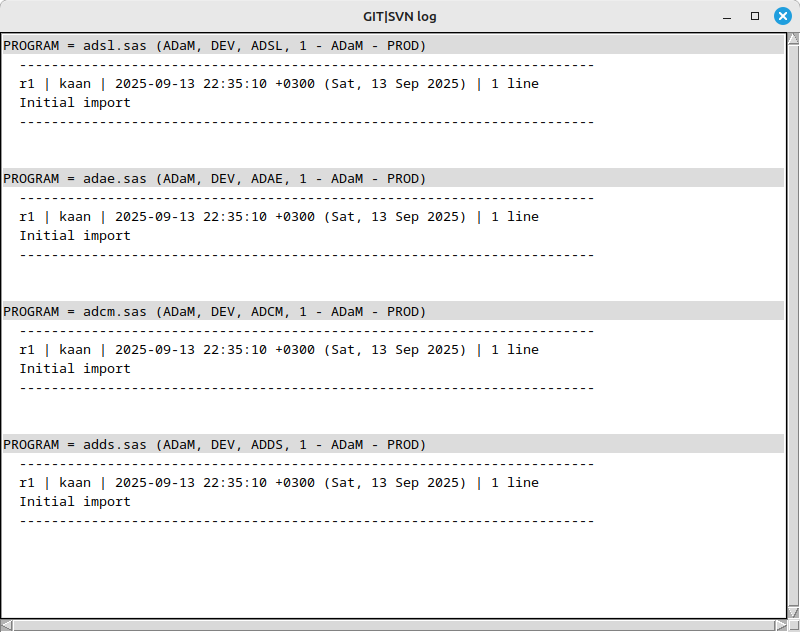 GIT|SVN log
PROGRAM = adsl.sas (ADaM, DEV, ADSL, 1 - ADaM - PROD)
------------------------------------------------------------------------
r1 | kaan | 2025-09-13 22:35:10 +0300 (Sat, 13 Sep 2025) | 1 line
Initial import
------------------------------------------------------------------------
PROGRAM = adae.sas (ADaM, DEV, ADAE, 1 - ADaM - PROD)
------------------------------------------------------------------------
r1 | kaan | 2025-09-13 22:35:10 +0300 (Sat, 13 Sep 2025) | 1 line
Initial import
------------------------------------------------------------------------
PROGRAM = adcm.sas (ADaM, DEV, ADCM, 1 - ADaM - PROD)
------------------------------------------------------------------------
r1 | kaan | 2025-09-13 22:35:10 +0300 (Sat, 13 Sep 2025) | 1 line
Initial import
------------------------------------------------------------------------
PROGRAM = adds.sas (ADaM, DEV, ADDS, 1 - ADaM - PROD)
------------------------------------------------------------------------
r1 | kaan | 2025-09-13 22:35:10 +0300 (Sat, 13 Sep 2025) | 1 line
Initial import
------------------------------------------------------------------------